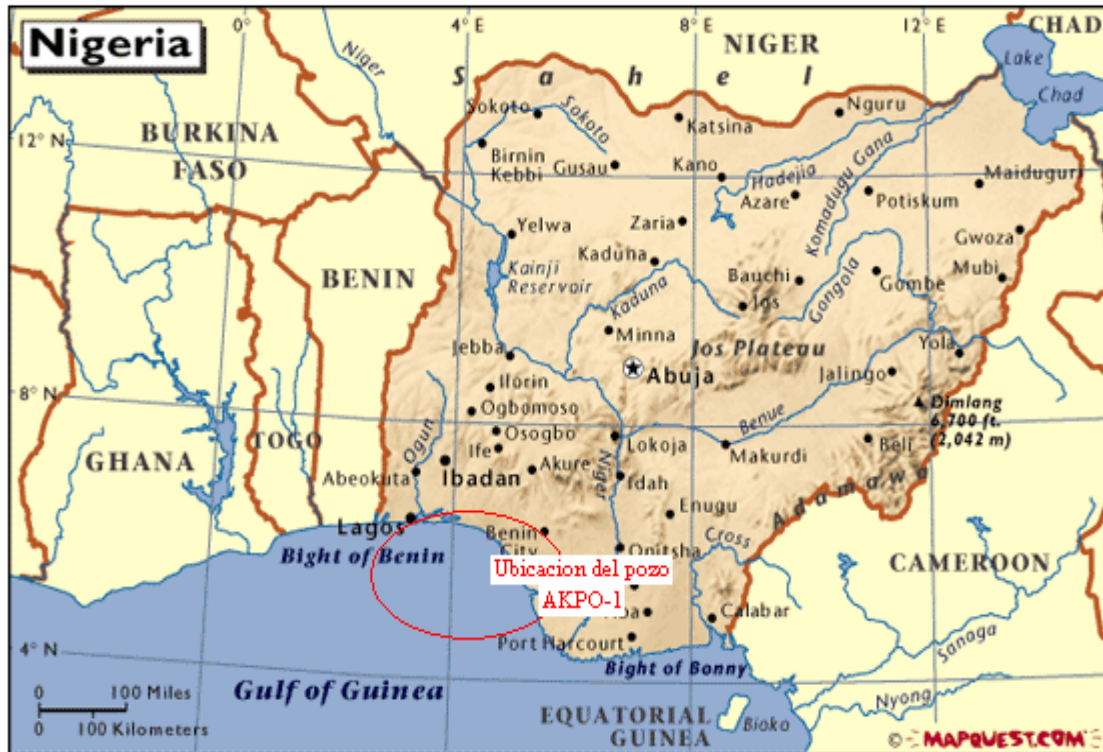 Nigeria
0°
4°E
8°E
12°E
CHAD
NIGER
Sahel
Lake
Chad
Niger
Sokoto
Sokoto
Katsina
Nguru
BURKINA
FASO
12°N
Birnin
Kebbi
Gusau
Kano
Hadejia
Komadugu Gana
Azare
Potiskum
Maiduguri
Yelwa
Zaria
Gwoza
BENIN
Kainji
Reservoir
Kaduna
Kaduna
Bauchi
Gongola
Gombe
Mubi
Jos
Minna
Jebba
Jos Plateau
Yola
Abuja
Jalingo
Ilorin
8°N
Ogbomoso
Benue
Dimlang
6,700 ft.
(2,042 m)
TOGO
Ogun
Osogbo
Lokoja
Makurdi
Beli
GHANA
Ife
Akure
Niger
Abeokuta
Ibadan
Idah
Adamawa
Enugu
Lagos
Benin
City
Cross
Onitsha
Bight of Benin
Ubicacion del pozo
AKPO-1
CAMEROON
Calabar
Port Harcourt
4°N
Bight of Bonny
Sanaga
0 100 Miles
0 100 Kilometers
Gulf of Guinea
Nyong
EQUATORIAL
GUINEA
Bioko
© MAPQUEST.COM